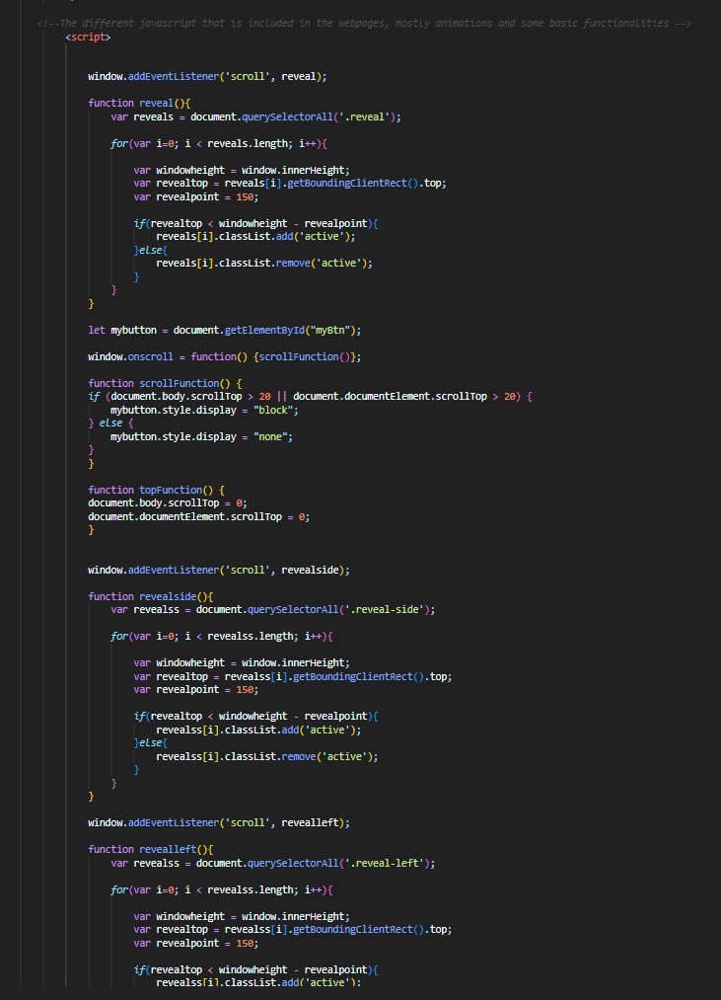 <!--The different javascript that is included in the webpages, mostly animations and some basic functionalities -->
<script>
window.addEventListener('scroll', reveal);
function reveal(){
var reveals = document.querySelectorAll('.reveal');
for(var i=0; i < reveals.length; i++){
var windowheight = window.innerHeight;
var revealtop = reveals[i].getBoundingClientRect().top;
var revealpoint = 150;
if(revealtop < windowheight - revealpoint){
reveals[i].classList.add('active');
}else{
reveals[i].classList.remove('active');
}
}
}
let mybutton = document.getElementById("myBtn");
window.onscroll = function() {scrollFunction()};
function scrollFunction() {
if (document.body.scrollTop > 20 || document.documentElement.scrollTop > 20) {
mybutton.style.display = "block";
} else {
mybutton.style.display = "none";
}
}
function topFunction() {
document.body.scrollTop = 0;
document.documentElement.scrollTop = 0;
}
window.addEventListener('scroll', revealside);
function revealside(){
var revealss = document.querySelectorAll('.reveal-side');
for(var i=0; i < revealss.length; i++){
var windowheight = window.innerHeight;
var revealtop = revealss[i].getBoundingClientRect().top;
var revealpoint = 150;
if(revealtop < windowheight - revealpoint){
revealss[i].classList.add('active');
}else{
revealss[i].classList.remove('active');
}
}
}
window.addEventListener('scroll', revealleft);
function revealleft(){
var revealss = document.querySelectorAll('.reveal-left');
for(var i=0; i < revealss.length; i++){
var windowheight = window.innerHeight;
var revealtop = revealss[i].getBoundingClientRect().top;
var revealpoint = 150;
if(revealtop < windowheight - revealpoint){
revealss[i].classList.add('active');